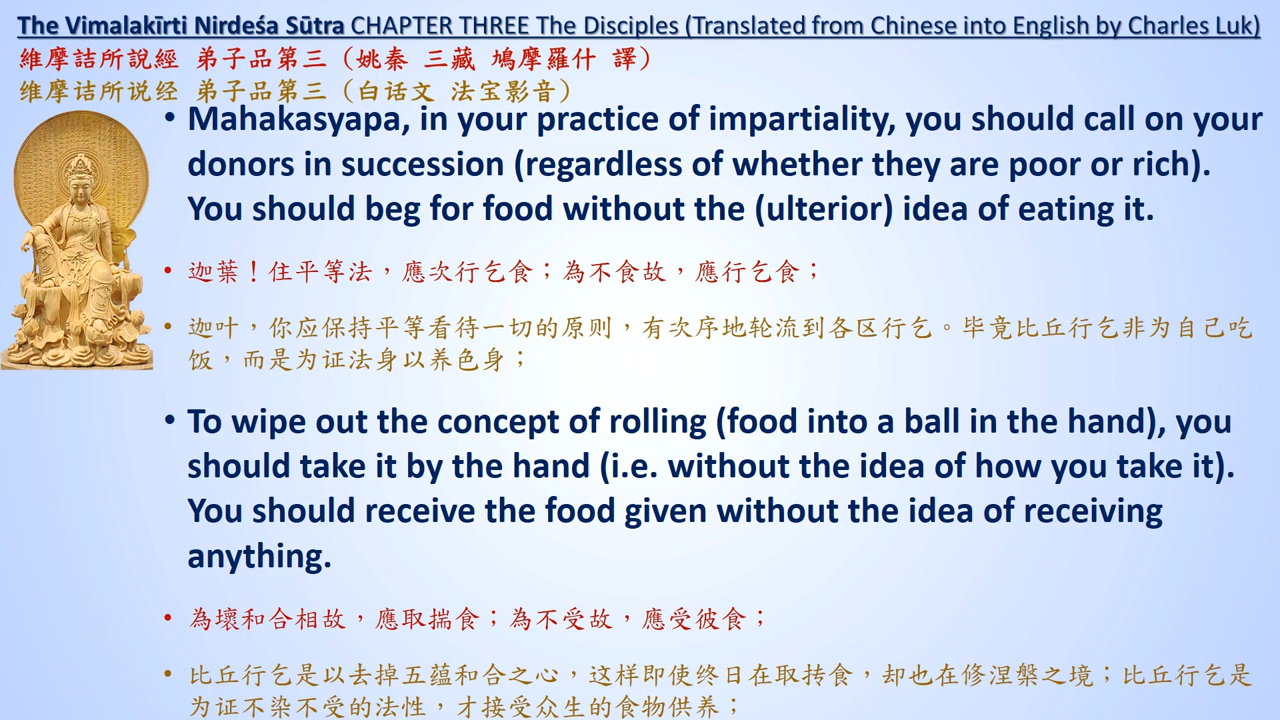 The Vimalakīrti Nirdeśa Sūtra CHAPTER THREE The Disciples (Translated from Chinese into English by Charles Luk)
維摩詰所說經 弟子品第三（姚秦 三藏 鳩摩羅什 譯）
维摩诘所说经 弟子品第三（白话文 法宝影音）
• Mahakasyapa, in your practice of impartiality, you should call on your
donors in succession (regardless of whether they are poor or rich).
You should beg for food without the (ulterior) idea of eating it.
• 迦葉！住平等法，應次行乞食；為不食故，應行乞食；
• 迦叶，你应保持平等看待一切的原则，有次序地轮流到各区行乞。毕竟比丘行乞非为自己吃
饭，而是为证法身以养色身；
• To wipe out the concept of rolling (food into a ball in the hand), you
should take it by the hand (i.e. without the idea of how you take it).
You should receive the food given without the idea of receiving
anything.
• 為壞和合相故，應取揣食；為不受故，應受彼食；
• 比丘行乞是以去掉五蕴和合之心，这样即使终日在取抟食，却也在修涅槃之境；比丘行乞是
为证不染不受的法性，才接受众生的食物供养；